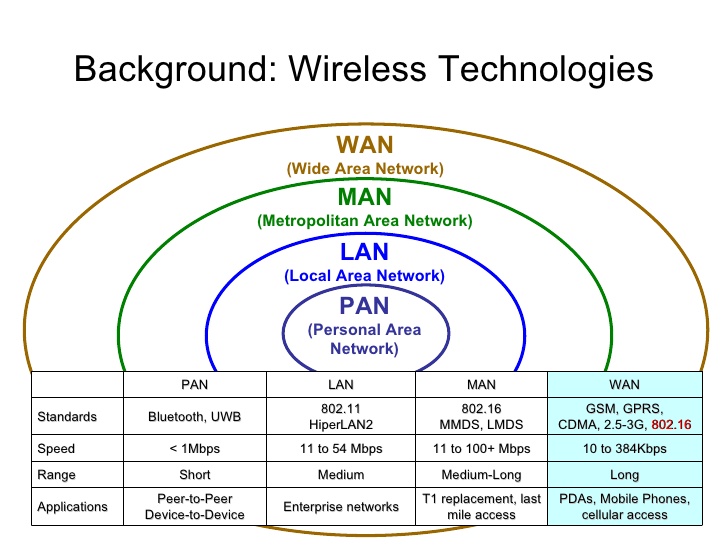 Background: Wireless Technologies
WAN
(Wide Area Network)
MAN
(Metropolitan Area Network)
LAN
(Local Area Network)
PAN
(Personal Area
Network)
PAN LAN MAN WAN
Standards Bluetooth, UWB 802.11 HiperLAN2 802.16 MMDS, LMDS GSM, GPRS, CDMA, 2.5-3G, 802.16
Speed < 1Mbps 11 to 54 Mbps 11 to 100+ Mbps 10 to 384Kbps
Range Short Medium Medium-Long Long
Applications Peer-to-Peer Device-to-Device Enterprise networks T1 replacement, last mile access PDAs, Mobile Phones, cellular access